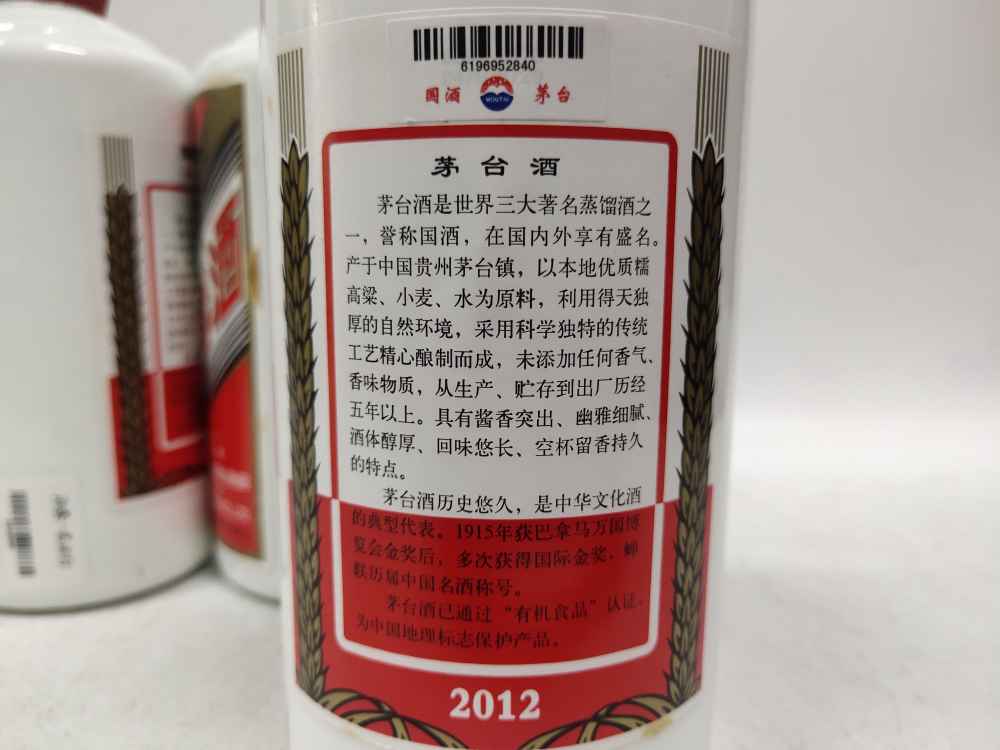 6196952840
国酒 MOUTAI 茅台
茅台酒
茅台酒是世界三大著名蒸馏酒之
一，誉称国酒，在国内外享有盛名。
产于中国贵州茅台镇，以本地优质糯
高粱、小麦、水为原料，利用得天独
厚的自然环境，采用科学独特的传统
工艺精心酿制而成，未添加任何香气、
香味物质，从生产、贮存到出厂历经
五年以上。具有酱香突出、幽雅细腻、
酒体醇厚、回味悠长、空杯留香持久
的特点。
茅台酒历史悠久，是中华文化酒
的典型代表。1915年获巴拿马万国博
览会金奖后，多次获得国际金奖、蝉
联历届中国名酒称号。
茅台酒已通过“有机食品”认证，
为中国地理标志保护产品。
2012
酒